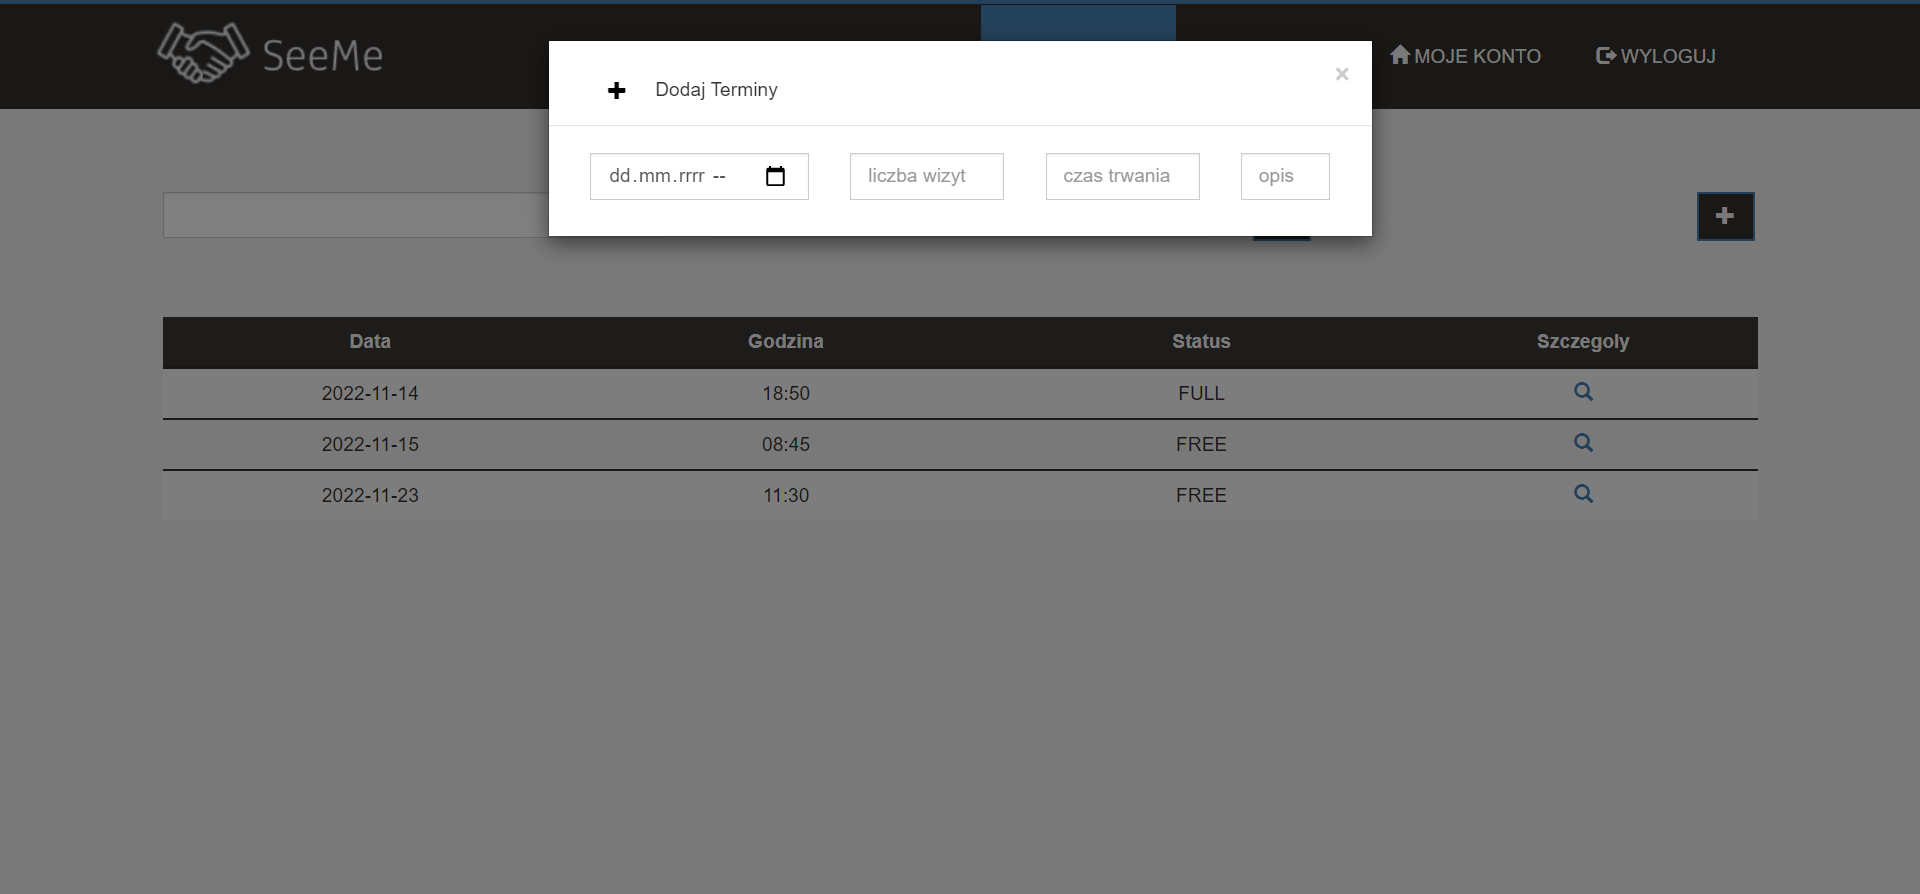 SeeMe
MOJE KONTO
WYLOGUJ
Dodaj Terminy
×
dd.mm.rrrr --
liczba wizyt
czas trwania
opis
Data Godzina Status Szczegoly
2022-11-14 18:50 FULL
2022-11-15 08:45 FREE
2022-11-23 11:30 FREE